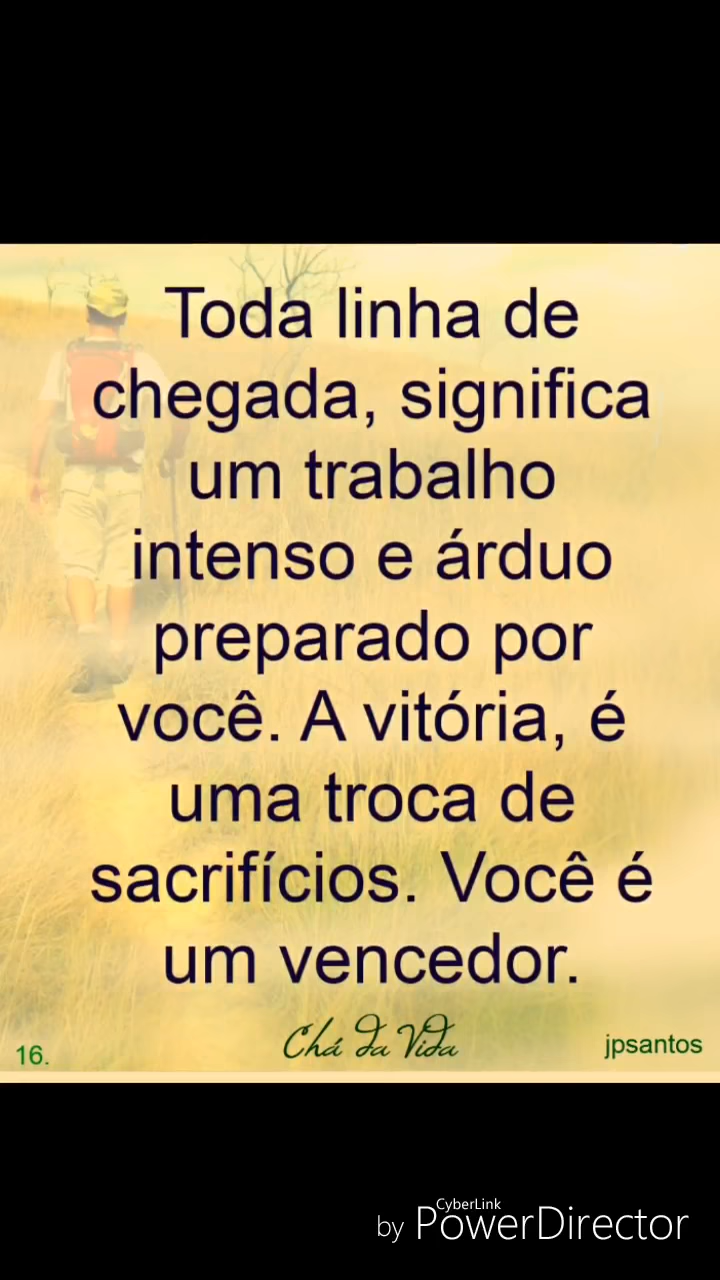 Toda linha de
chegada, significa
um trabalho
intenso e árduo
preparado por
você. A vitória, é
uma troca de
sacrifícios. Você é
um vencedor.
16.
Chá da Vida
jpsantos
CyberLink
by PowerDirector